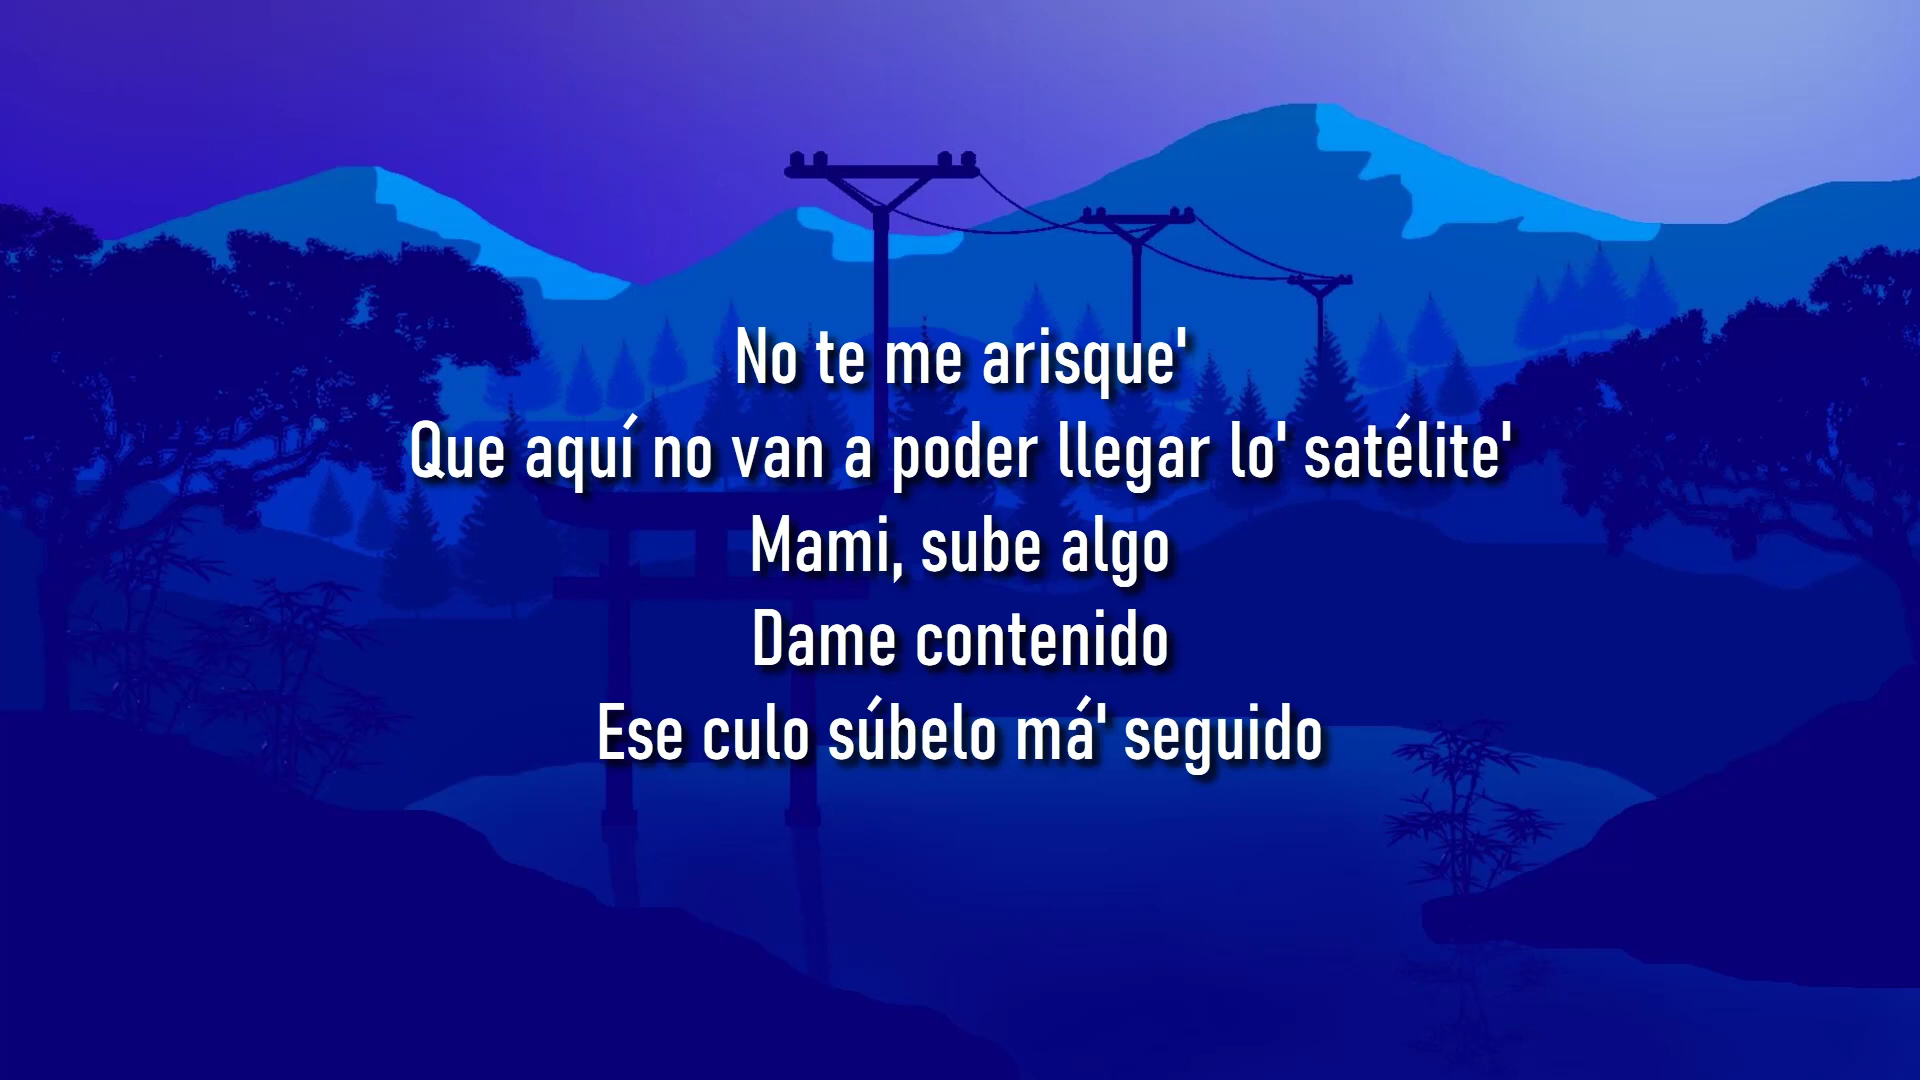 No te me arisque'
Que aquí no van a poder llegar lo' satélite'
Mami, sube algo
Dame contenido
Ese culo súbelo má' seguido